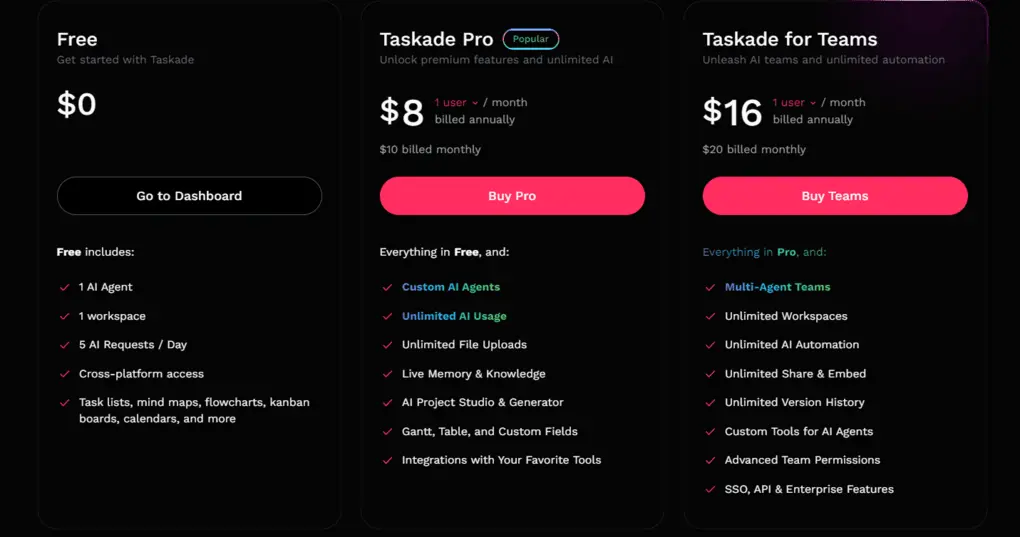 Free
Get started with Taskade
$0
Go to Dashboard
Free includes:
1 AI Agent
1 workspace
5 AI Requests / Day
Cross-platform access
Task lists, mind maps, flowcharts, kanban
boards, calendars, and more
Taskade Pro Popular
Unlock premium features and unlimited AI
$8 1 user / month
billed annually
$10 billed monthly
Buy Pro
Everything in Free, and:
Custom AI Agents
Unlimited AI Usage
Unlimited File Uploads
Live Memory & Knowledge
AI Project Studio & Generator
Gantt, Table, and Custom Fields
Integrations with Your Favorite Tools
Taskade for Teams
Unleash AI teams and unlimited automation
$16 1 user / month
billed annually
$20 billed monthly
Buy Teams
Everything in Pro, and:
Multi-Agent Teams
Unlimited Workspaces
Unlimited AI Automation
Unlimited Share & Embed
Unlimited Version History
Custom Tools for AI Agents
Advanced Team Permissions
SSO, API & Enterprise Features